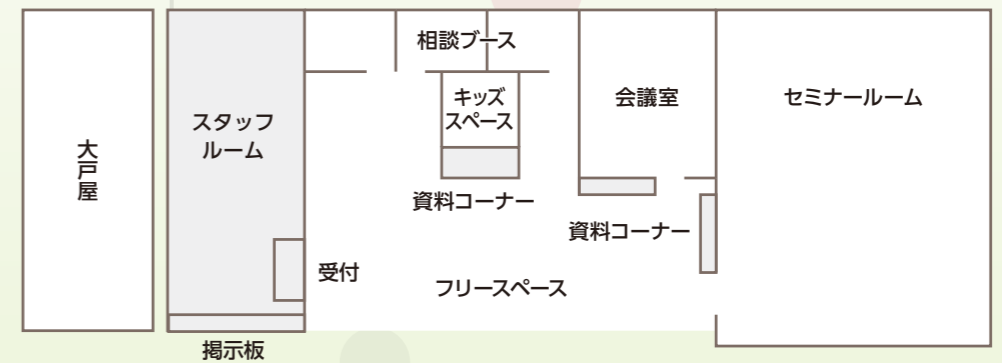 大戸屋
スタッフ
ルーム
受付
掲示板
相談ブース
キッズ
スペース
資料コーナー
会議室
資料コーナー
フリースペース
セミナールーム